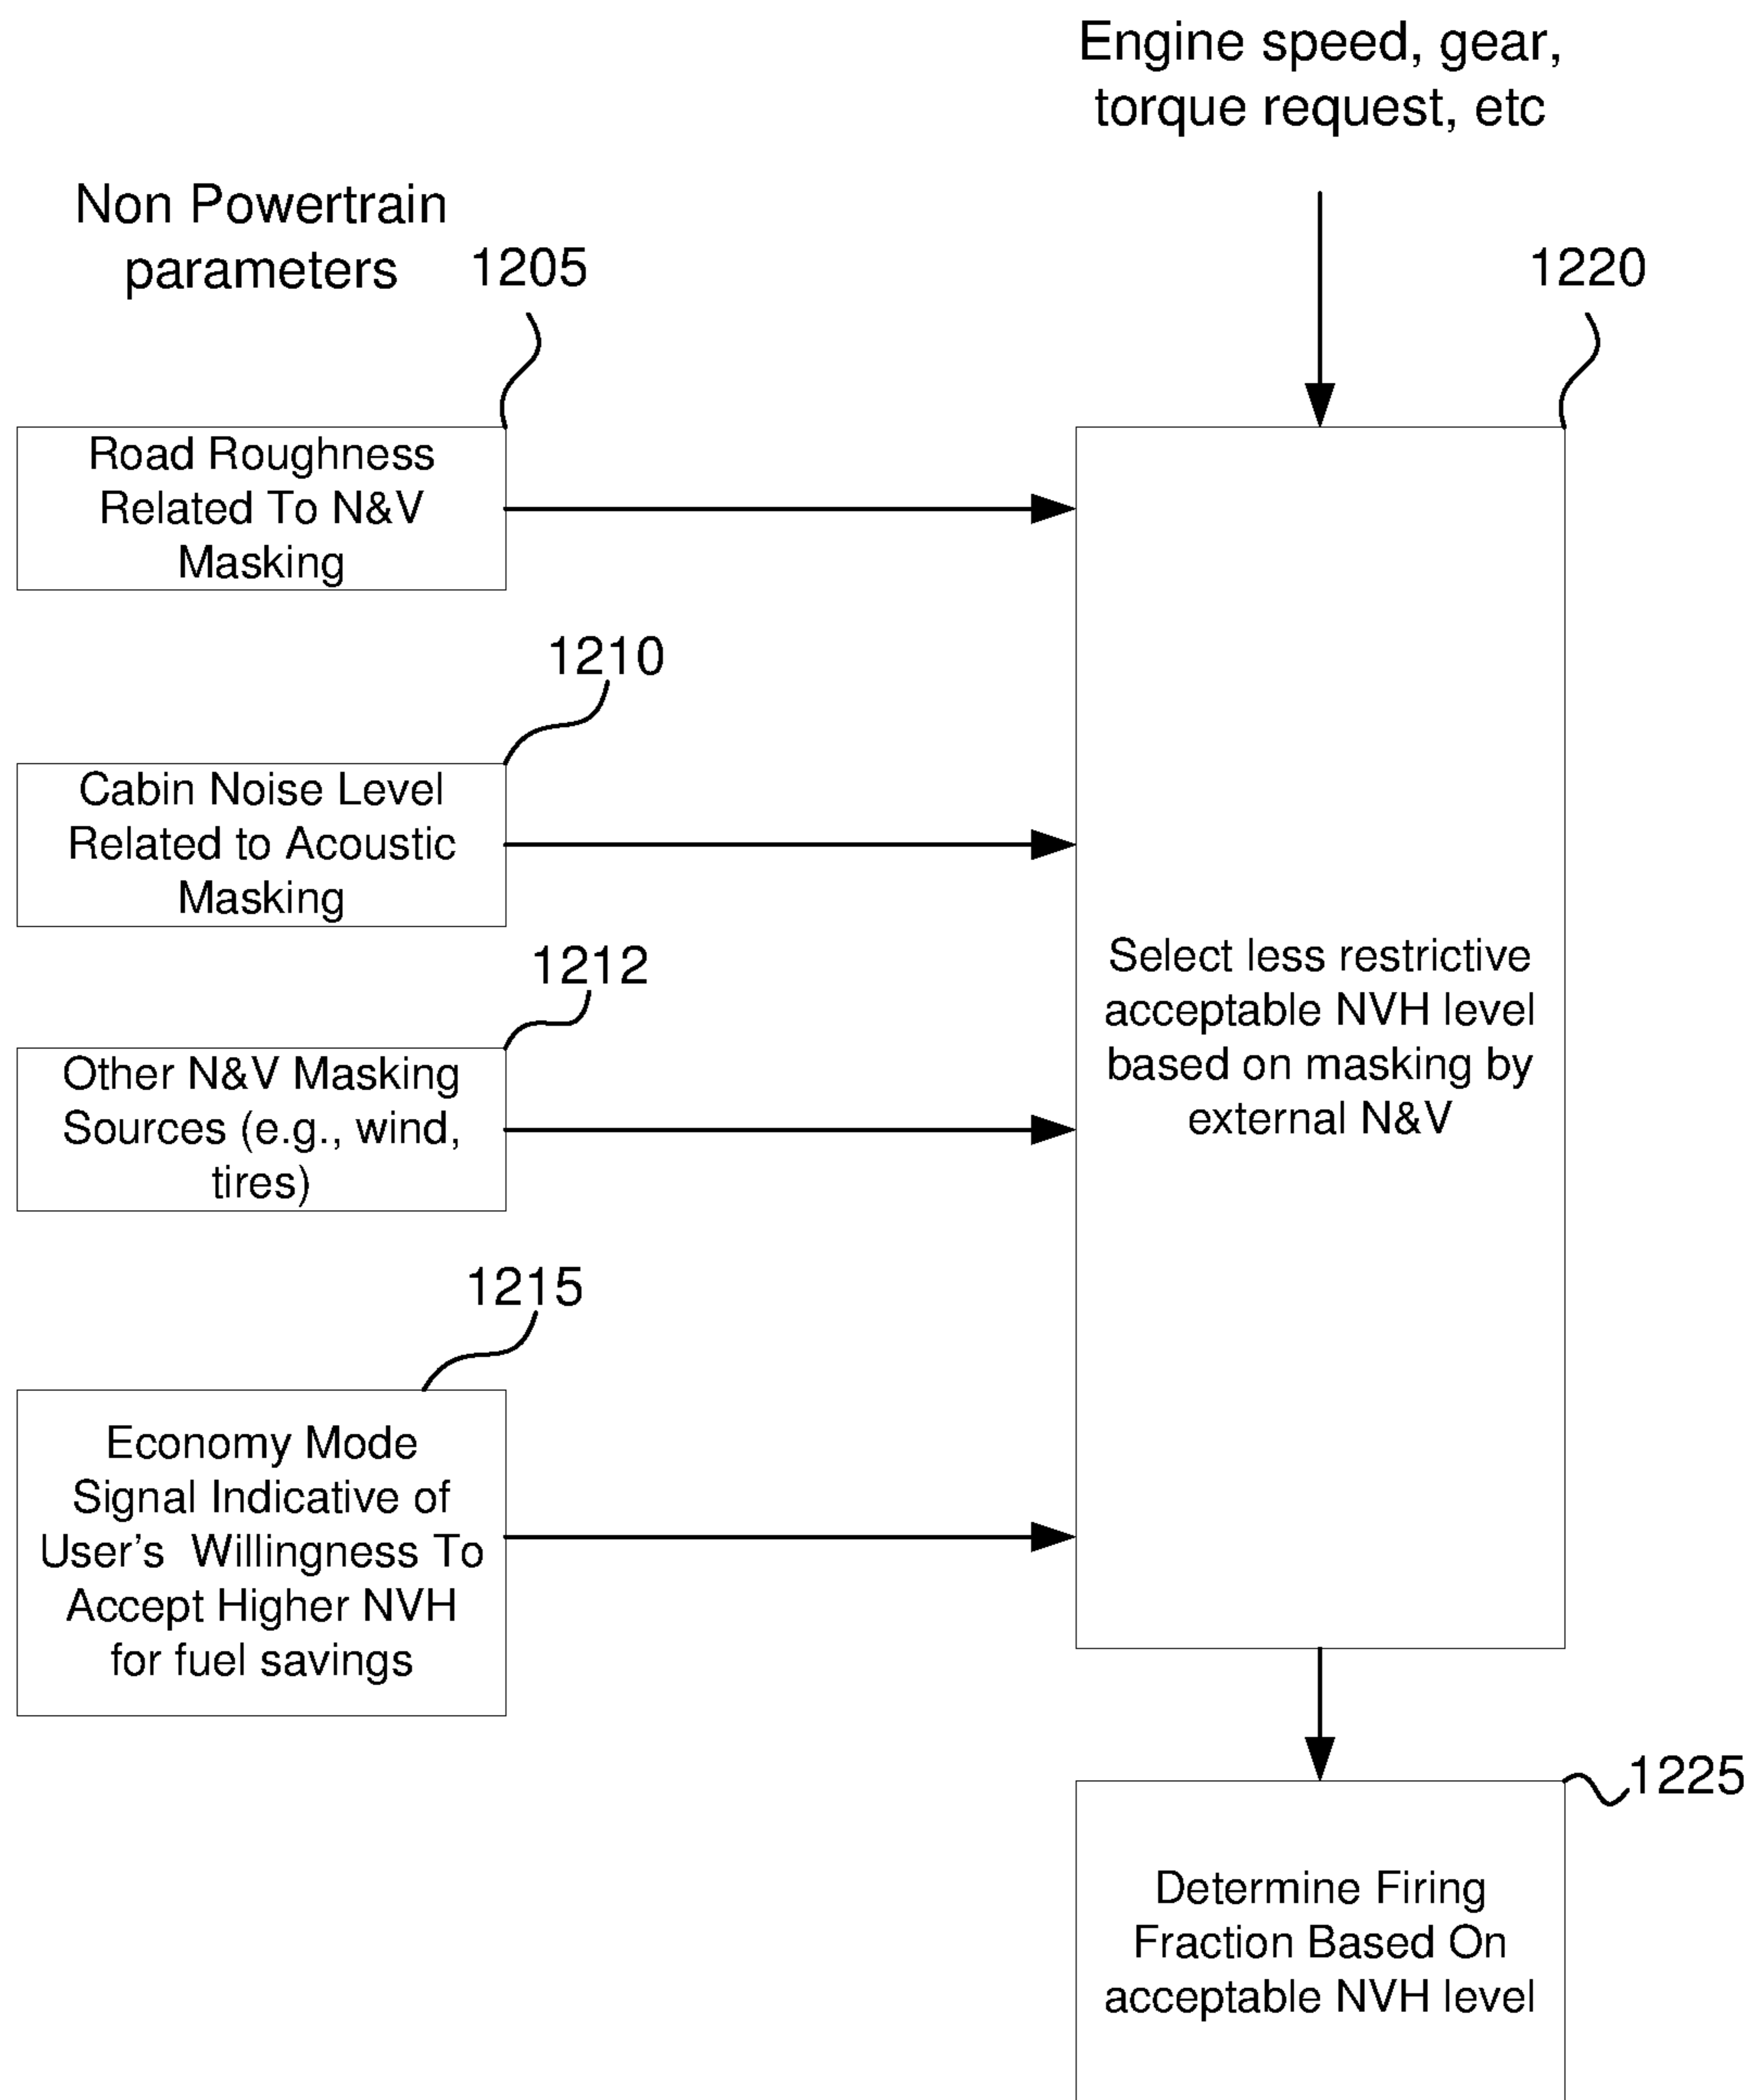 Engine speed, gear,
torque request, etc
Non Powertrain
parameters
1205
1220
Road Roughness
Related To N&V
Masking
1210
Cabin Noise Level
Related to Acoustic
Masking
1212
Other N&V Masking
Sources (e.g., wind,
tires)
Select less restrictive
acceptable NVH level
based on masking by
external N&V
1215
Economy Mode
Signal Indicative of
User’s  Willingness To
Accept Higher NVH
for fuel savings
1225
Determine Firing
Fraction Based On
acceptable NVH level